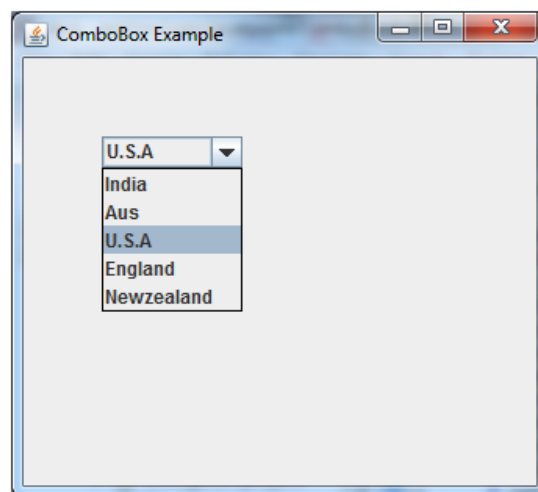 ComboBox Example
U.S.A
India
Aus
U.S.A
England
Newzealand